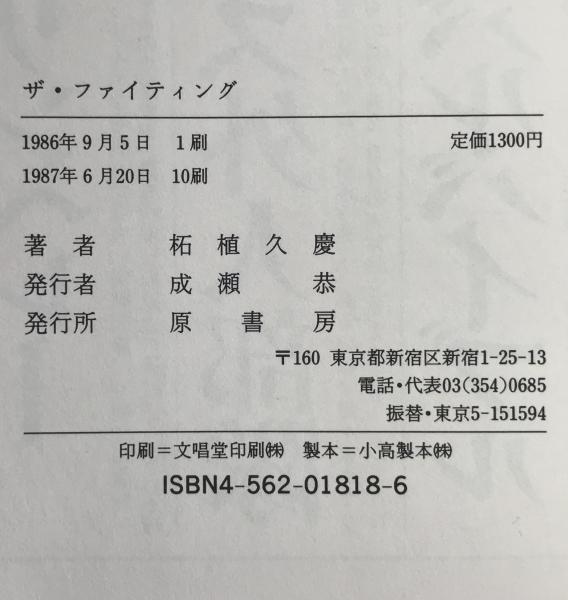 ザ・ファイティング
1986年9月5日 1刷 定価1300円
1987年6月20日 10刷
著者 柘植久慶
発行者 成瀬恭
発行所 原書房
〒160 東京都新宿区新宿1-25-13
電話・代表03(354)0685
振替・東京5-151594
印刷＝文唱堂印刷㈱ 製本＝小高製本㈱
ISBN4-562-01818-6